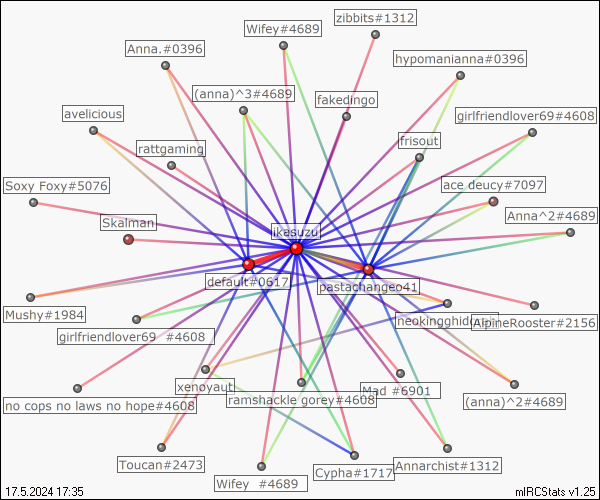 zibbits#1312
Wifey#4689
Anna.#0396
hypomanianna#0396
(anna)^3#4689
fakedingo
avelicious
girlfriendlover69#4608
frisout
rattgaming
Soxy Foxy#5076
ace deucy#7097
Anna^2#4689
Skalman
ikesuzu
default#0617
pastachangeo41
Mushy#1984
neokingghidor
AlpineRooster#2156
girlfriendlover69 #4608
xenoyaut
Mad #6901
ramshackle gorey#4608
(anna)^2#4689
no cops no laws no hope#4608
Toucan#2473
Cypha#1717
Annarchist#1312
Wifey #4689
17.5.2024 17:35
mIRCStats v1.25